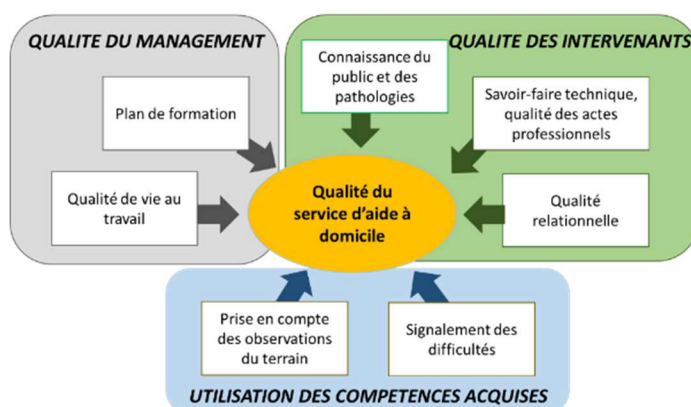 QUALITE DU MANAGEMENT
Plan de formation
Qualité de vie au
travail
QUALITE DES INTERVENANTS
Connaissance du
public et des
pathologies
Savoir-faire technique,
qualité des actes
professionnels
Qualité
relationnelle
Qualité du
service d'aide à
domicile
Prise en compte
des observations
du terrain
Signalement des
difficultés
UTILISATION DES COMPETENCES ACQUISES